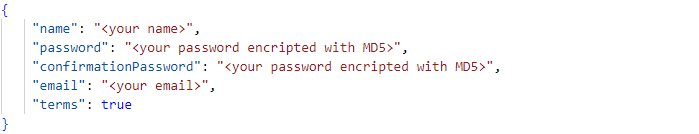 {
"name": "<your name>",
"password": "<your password encripted with MD5>",
"confirmationPassword": "<your password encripted with MD5>",
"email": "<your email>",
"terms": true
}